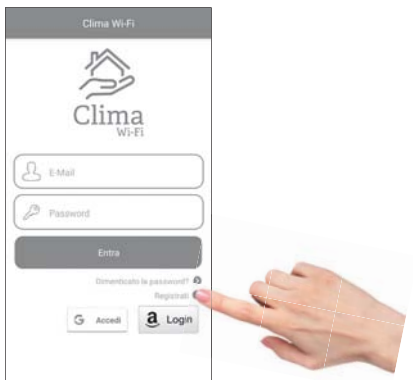 Clima Wi-Fi
Clima
Wi-Fi
E-Mail
Password
Entra
Dimenticato la password?
Registrati
G Accedi
a Login